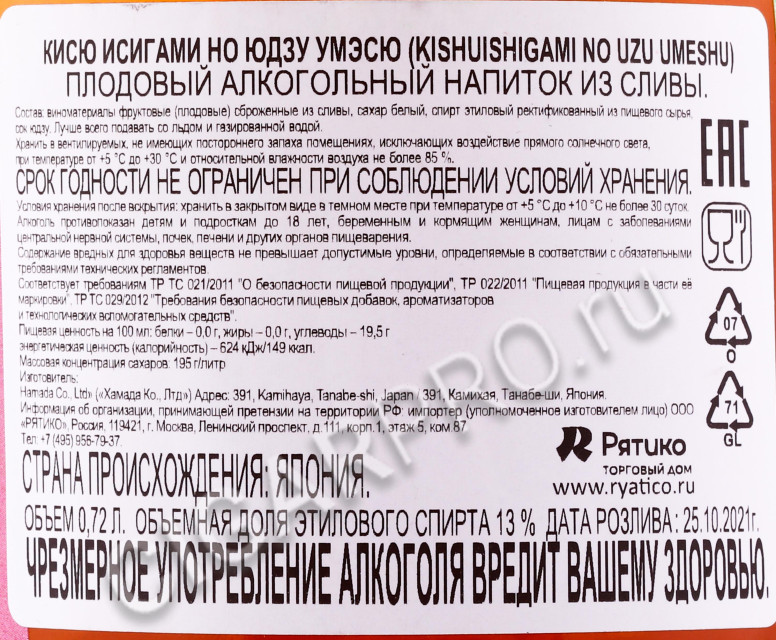 КИСЮ ИСИГАМИ НО ЮДЗУ УМЭСЮ (KISHUISHIGAMI NO UZU UMESHU)
ПЛОДОВЫЙ АЛКОГОЛЬНЫЙ НАПИТОК ИЗ СЛИВЫ.
Состав: виноматериалы фруктовые (плодовые) сброженные из сливы, сахар белый, спирт этиловый ректификованный из пищевого сырья,
сок юдзу. Лучше всего подавать со льдом и газированной водой.
Хранить в вентилируемых, не имеющих постороннего запаха помещениях, исключающих воздействие прямого солнечного света,
при температуре от +5 °С до +30 °С и относительной влажности воздуха не более 85 %.
СРОК ГОДНОСТИ НЕ ОГРАНИЧЕН ПРИ СОБЛЮДЕНИИ УСЛОВИЙ ХРАНЕНИЯ.
Условия хранения после вскрытия: хранить в закрытом виде в темном месте при температуре от +5 °С до +10 °С не более 30 суток.
Алкоголь противопоказан детям и подросткам до 18 лет, беременным и кормящим женщинам, лицам с заболеваниями
центральной нервной системы, почек, печени и других органов пищеварения.
Содержание вредных для здоровья веществ не превышает допустимые уровни, определяемые в соответствии с обязательными
требованиями технических регламентов.
Соответствует требованиям ТР ТС 021/2011 "О безопасности пищевой продукции", ТР 022/2011 "Пищевая продукция в части её
маркировки", ТР ТС 029/2012 "Требования безопасности пищевых добавок, ароматизаторов
и технологических вспомогательных средств".
Пищевая ценность на 100 мл: белки – 0,0 г, жиры – 0,0 г, углеводы – 19,5 г
энергетическая ценность (калорийность) – 624 кДж/149 ккал.
Массовая концентрация сахаров: 195 г/литр
Изготовитель:
Hamada Co., Ltd» («Хамада Ко., Лтд») Адрес: 391, Kamihaya, Tanabe-shi, Japan / 391, Камихая, Танабе-ши, Япония.
Информация об организации, принимающей претензии на территории РФ: импортер (уполномоченное изготовителем лицо) ООО
«РЯТИКО», Россия, 119421, г. Москва, Ленинский проспект, д.111, корп.1, этаж 5, ком.87
Тел: +7 (495) 956-79-37.
СТРАНА ПРОИСХОЖДЕНИЯ: ЯПОНИЯ.
ОБЪЕМ 0,72 Л. ОБЪЕМНАЯ ДОЛЯ ЭТИЛОВОГО СПИРТА 13 % ДАТА РОЗЛИВА: 25.10.2021г.
ЧРЕЗМЕРНОЕ УПОТРЕБЛЕНИЕ АЛКОГОЛЯ ВРЕДИТ ВАШЕМУ ЗДОРОВЬЮ.
EAC
07
O
71
GL
Рятико
ТОРГОВЫЙ ДОМ
www.ryatico.ru
CIGARPRO.ru